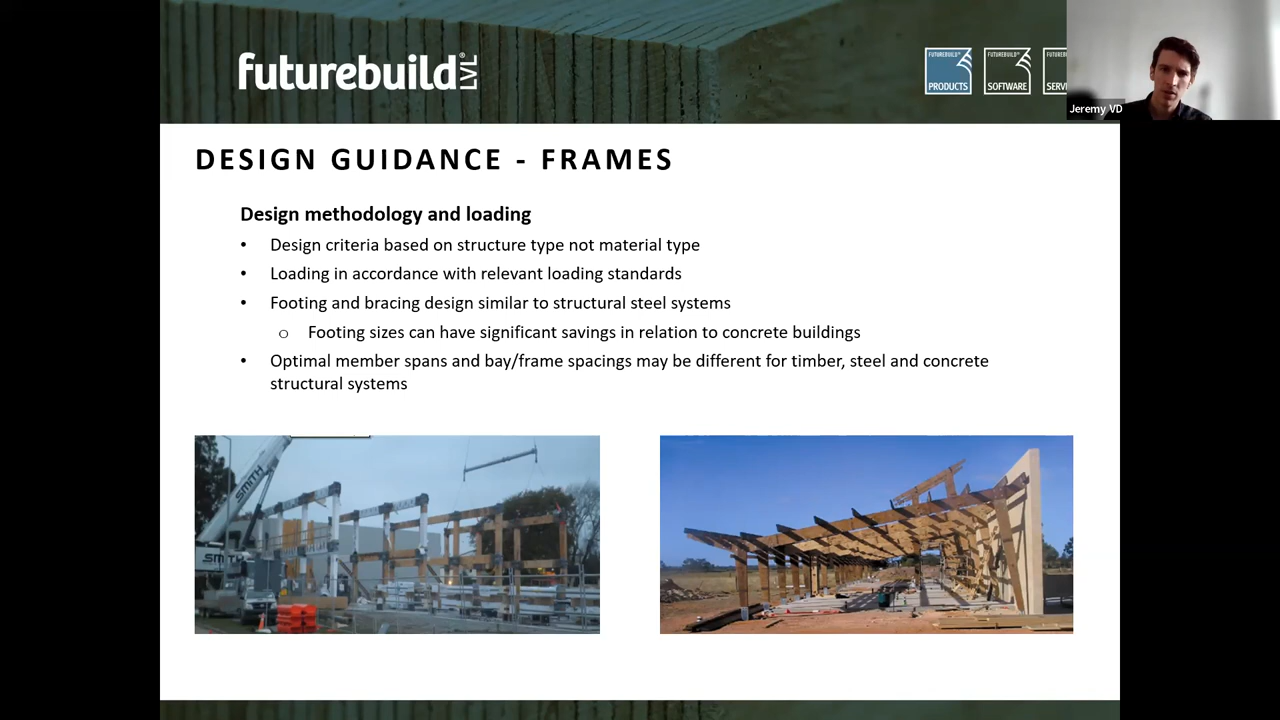 futurebuild® LVL
FUTUREBUILD® PRODUCTS
FUTUREBUILD® SOFTWARE
Jeremy VD
DESIGN GUIDANCE - FRAMES
Design methodology and loading
• Design criteria based on structure type not material type
• Loading in accordance with relevant loading standards
• Footing and bracing design similar to structural steel systems
o Footing sizes can have significant savings in relation to concrete buildings
• Optimal member spans and bay/frame spacings may be different for timber, steel and concrete
structural systems
SMITH